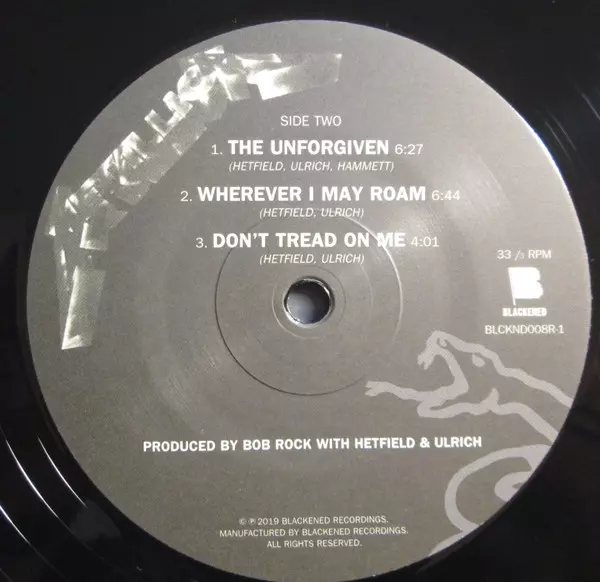 METALLICA
SIDE TWO
1. THE UNFORGIVEN 6:27
(HETFIELD, ULRICH, HAMMETT)
2. WHEREVER I MAY ROAM 6:44
(HETFIELD, ULRICH)
3. DON'T TREAD ON ME 4:01
(HETFIELD, ULRICH)
33 /3 RPM
B
BLACKENED
BLCKND008R-1
PRODUCED BY BOB ROCK WITH HETFIELD & ULRICH
© ℗ 2019 BLACKENED RECORDINGS.
MANUFACTURED BY BLACKENED RECORDINGS.
ALL RIGHTS RESERVED.